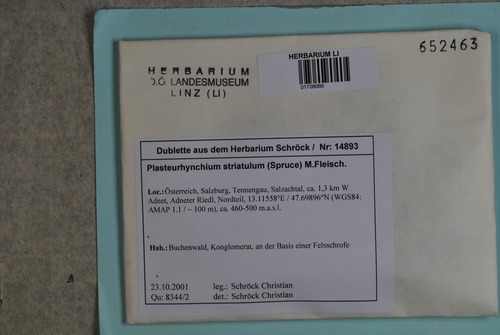 HERBARIUM
O.Ö. LANDESMUSEUM
LINZ (LI)
HERBARIUM LI
01708066
652463
Dublette aus dem Herbarium Schröck / Nr: 14893
Plasteurhynchium striatulum (Spruce) M.Fleisch.
Loc.: Österreich, Salzburg, Tennengau, Salzachtal, ca. 1,3 km W
Adnet, Adneter Riedl, Nordteil, 13.11558°E / 47.69896°N (WGS84:
AMAP 1.1 / ~ 100 m), ca. 460-500 m.a.s.l.
.
Hab.: Buchenwald, Konglomerat, an der Basis einer Felsschrofe
.
23.10.2001 leg.: Schröck Christian
Qu: 8344/2 det.: Schröck Christian